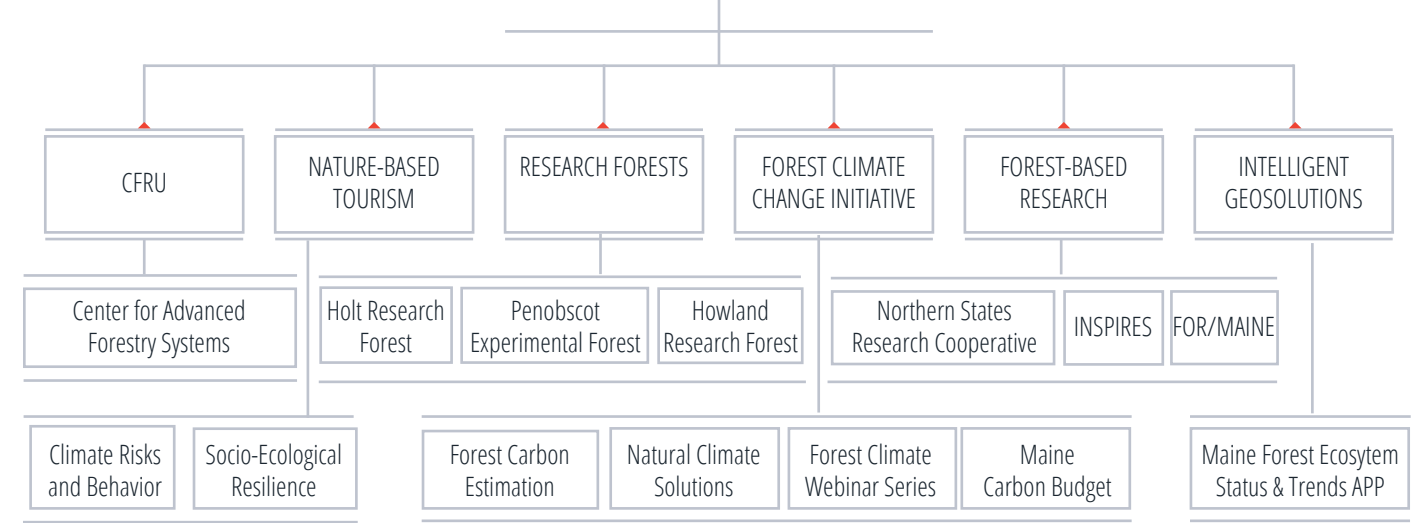 CFRU
NATURE-BASED
TOURISM
RESEARCH FORESTS
FOREST CLIMATE
CHANGE INITIATIVE
FOREST-BASED
RESEARCH
INTELLIGENT
GEOSOLUTIONS
Center for Advanced
Forestry Systems
Holt Research
Forest
Penobscot
Experimental Forest
Howland
Research Forest
Northern States
Research Cooperative
INSPIRES
FOR/MAINE
Climate Risks
and Behavior
Socio-Ecological
Resilience
Forest Carbon
Estimation
Natural Climate
Solutions
Forest Climate
Webinar Series
Maine
Carbon Budget
Maine Forest Ecosytem
Status & Trends APP